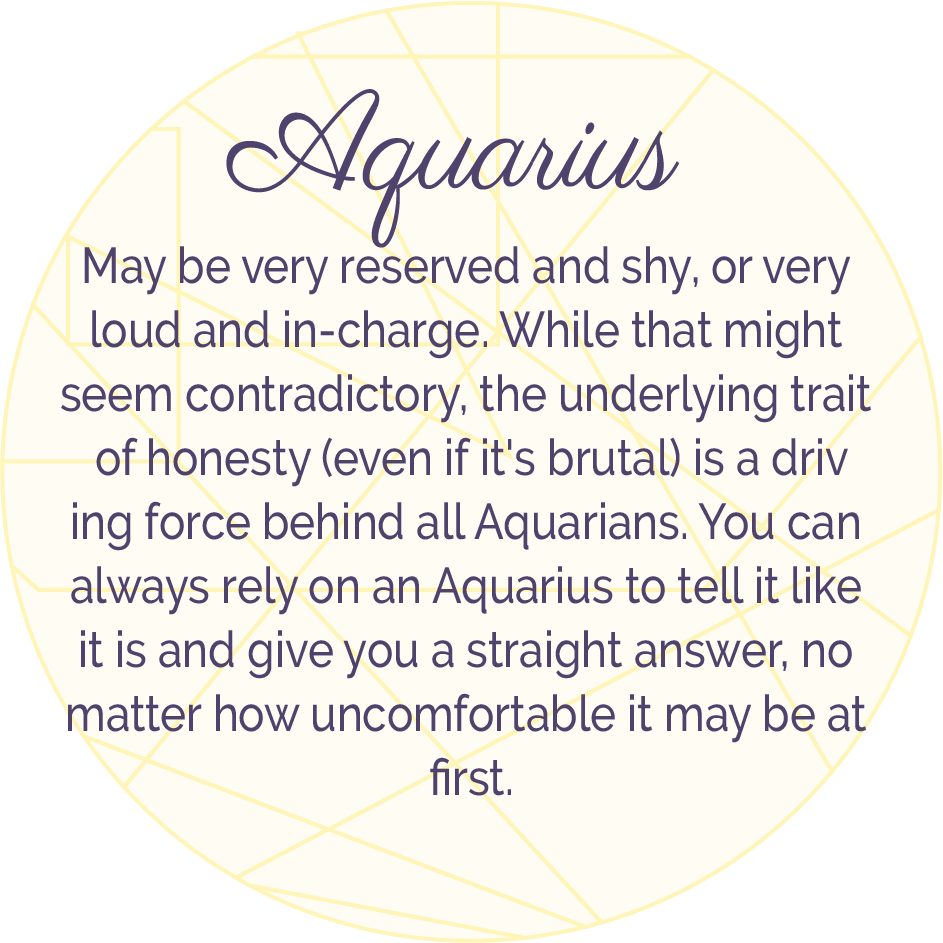 Aquarius
May be very reserved and shy, or very
loud and in-charge. While that might
seem contradictory, the underlying trait
of honesty (even if it's brutal) is a driv
ing force behind all Aquarians. You can
always rely on an Aquarius to tell it like
it is and give you a straight answer, no
matter how uncomfortable it may be at
first.